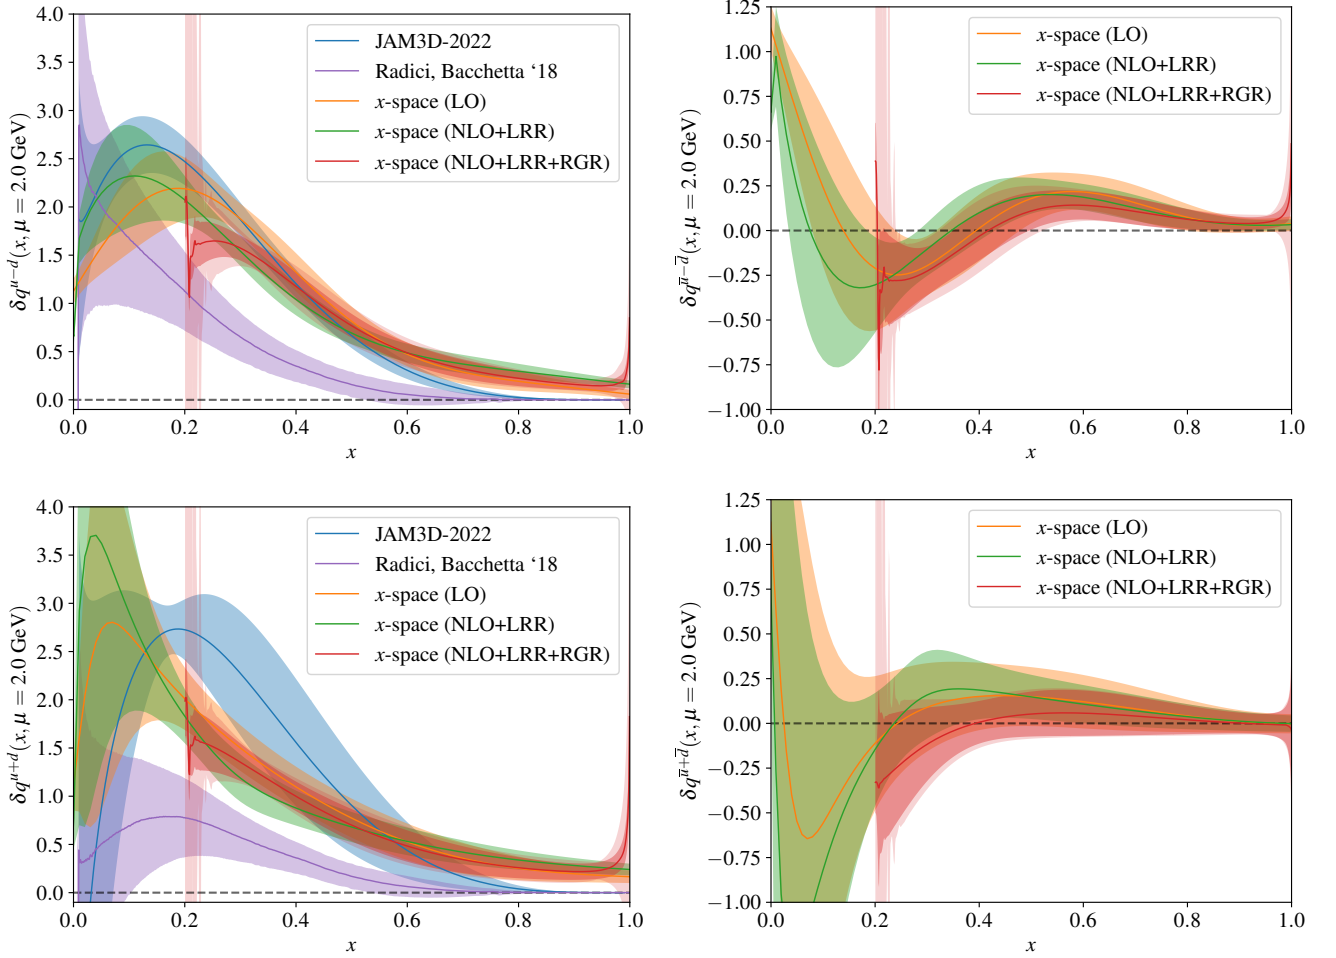 4.0
3.5
3.0
2.5
2.0
1.5
1.0
0.5
0.0
δq^{u−d}(x, μ = 2.0 GeV)
JAM3D-2022
Radici, Bacchetta ‘18
x-space (LO)
x-space (NLO+LRR)
x-space (NLO+LRR+RGR)
0.0 0.2 0.4 0.6 0.8 1.0
x
1.25
1.00
0.75
0.50
0.25
0.00
−0.25
−0.50
−0.75
−1.00
δq^{u̅−d̅}(x, μ = 2.0 GeV)
x-space (LO)
x-space (NLO+LRR)
x-space (NLO+LRR+RGR)
0.0 0.2 0.4 0.6 0.8 1.0
x
4.0
3.5
3.0
2.5
2.0
1.5
1.0
0.5
0.0
δq^{u+d}(x, μ = 2.0 GeV)
JAM3D-2022
Radici, Bacchetta ‘18
x-space (LO)
x-space (NLO+LRR)
x-space (NLO+LRR+RGR)
0.0 0.2 0.4 0.6 0.8 1.0
x
1.25
1.00
0.75
0.50
0.25
0.00
−0.25
−0.50
−0.75
−1.00
δq^{u̅+d̅}(x, μ = 2.0 GeV)
x-space (LO)
x-space (NLO+LRR)
x-space (NLO+LRR+RGR)
0.0 0.2 0.4 0.6 0.8 1.0
x